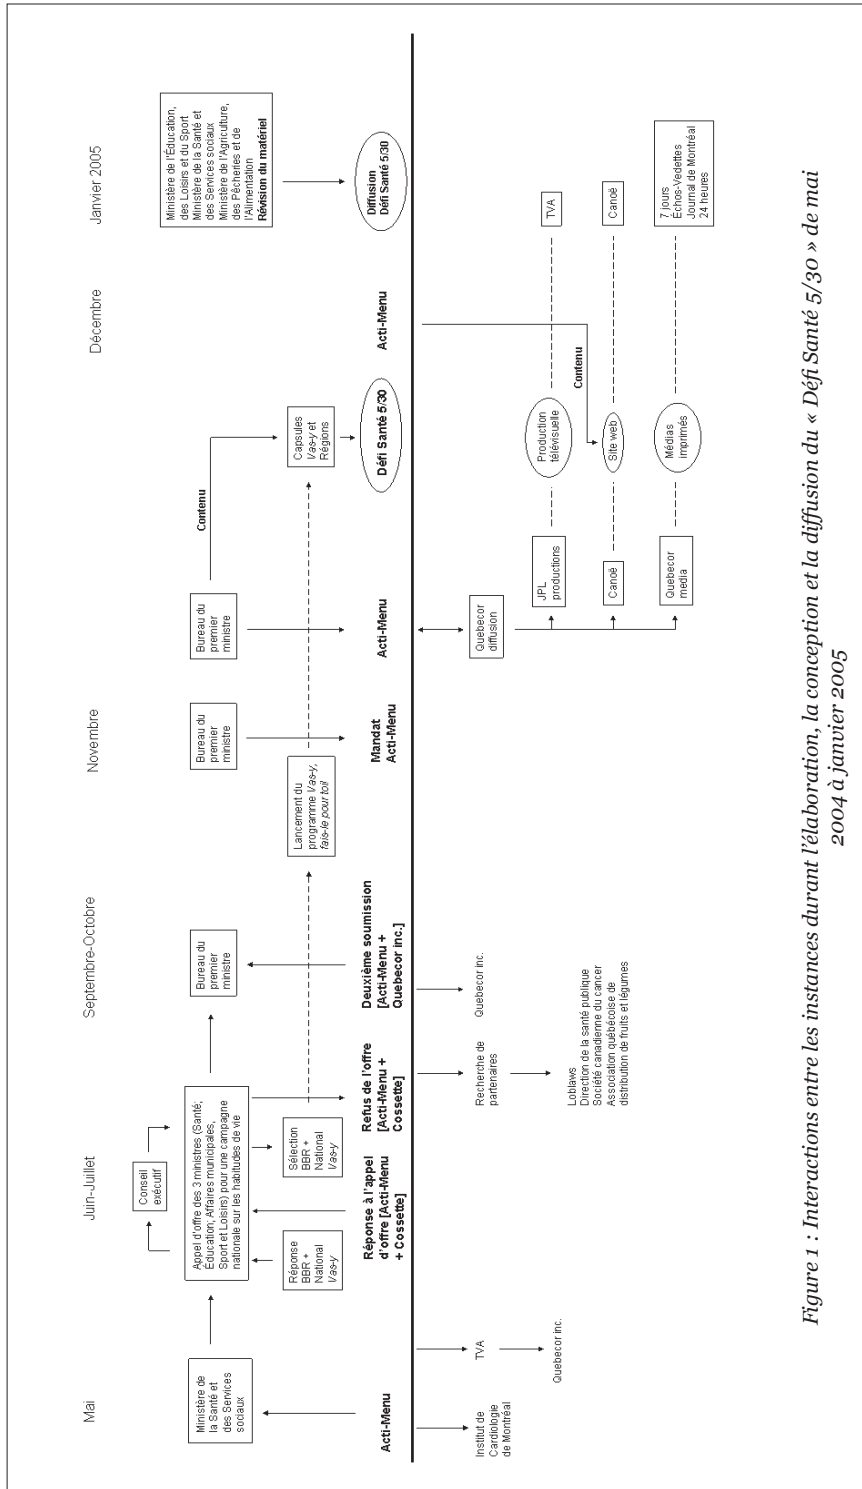 Mai
Juin-Juillet
Septembre-Octobre
Novembre
Décembre
Janvier 2005
Ministère de
la Santé et
des Services
sociaux
Acti-Menu
Institut de
Cardiologie
de Montréal
TVA
Quebecor inc.
Conseil
exécutif
Appel d'offre des 3 ministres (Santé;
Éducation; Affaires municipales,
Sport et Loisirs) pour une campagne
nationale sur les habitudes de vie
Réponse
BBR +
National
Vas-y
Sélection
BBR +
National
Vas-y
Réponse à l'appel
d'offre [Acti-Menu
+ Cossette]
Refus de l'offre
[Acti-Menu +
Cossette]
Recherche de
partenaires
Loblaws
Direction de la santé publique
Société canadienne du cancer
Association québécoise de
distribution de fruits et légumes
Bureau du
premier
ministre
Deuxième soumission
[Acti-Menu +
Quebecor inc.]
Quebecor inc.
Lancement du
programme Vas-y,
fais-le pour toi!
Bureau du
premier
ministre
Mandat
Acti-Menu
Bureau du
premier
ministre
Acti-Menu
Contenu
Capsules
Vas-y et
Régions
Défi Santé 5/30
Quebecor
diffusion
JPL
productions
Canoë
Quebecor
media
Production
télévisuelle
Site web
Médias
imprimés
Acti-Menu
Contenu
Ministère de l'Éducation,
des Loisirs et du Sport
Ministère de la Santé et
des Services sociaux
Ministère de l'Agriculture,
des Pêcheries et de
l'Alimentation
Révision du matériel
Diffusion
Défi Santé 5/30
TVA
Canoë
7 jours
Échos-Vedettes
Journal de Montréal
24 heures
Figure 1 : Interactions entre les instances durant l'élaboration, la conception et la diffusion du « Défi Santé 5/30 » de mai
2004 à janvier 2005